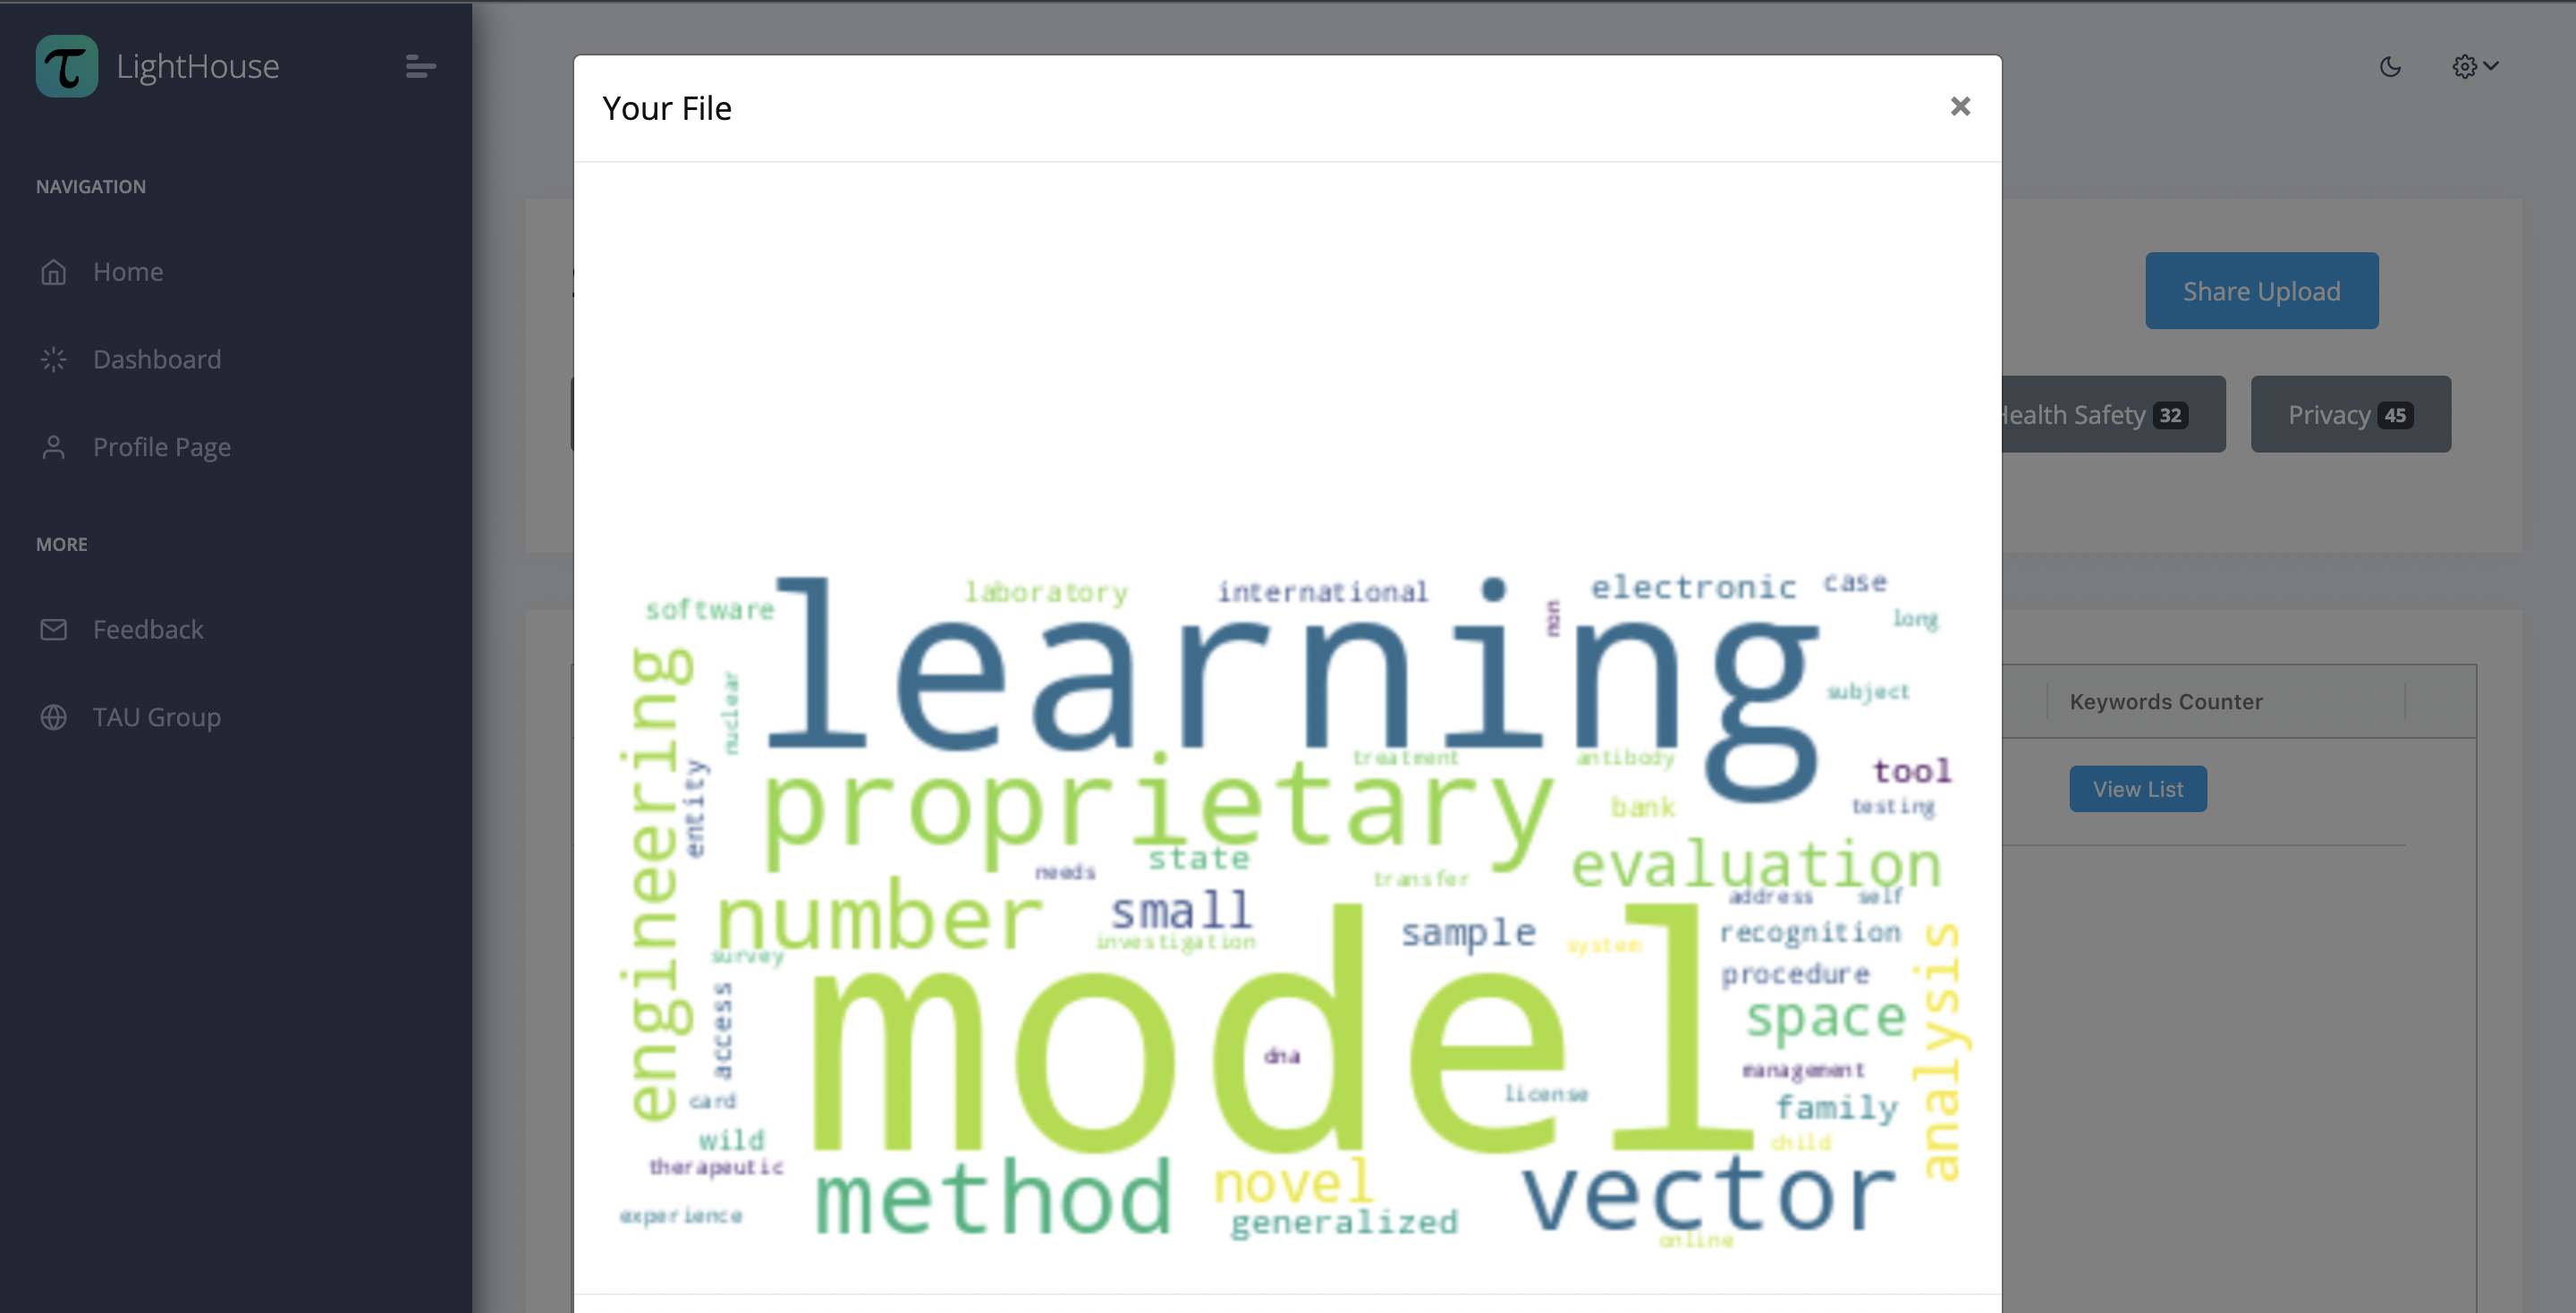 τ LightHouse
NAVIGATION
Home
Dashboard
Profile Page
MORE
Feedback
TAU Group
Your File
Share Upload
Health Safety 32
Privacy 45
Keywords Counter
View List
software
laboratory
international
electronic
case
long
non
learning
nuclear
subject
engineering
entity
proprietary
treatment
antibody
tool
bank
testing
state
needs
transfer
evaluation
number
small
sample
address
self
investigation
system
recognition
survey
procedure
access
model
space
analysis
dna
management
license
card
family
wild
child
therapeutic
method
novel
vector
experience
generalized
online